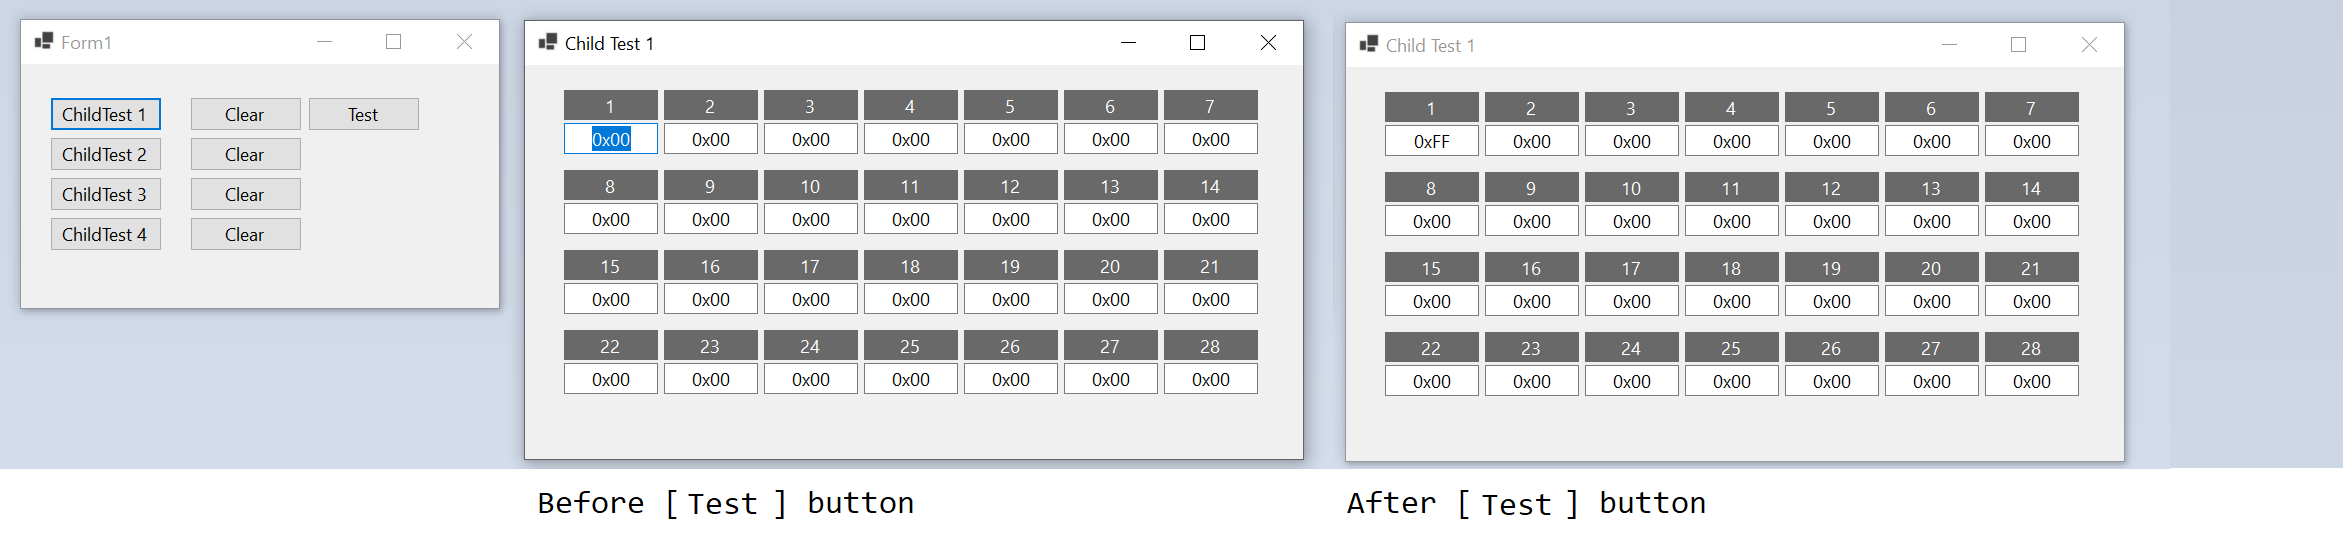 Form1
ChildTest 1 Clear Test
ChildTest 2 Clear
ChildTest 3 Clear
ChildTest 4 Clear
Child Test 1
1 2 3 4 5 6 7
0x00 0x00 0x00 0x00 0x00 0x00 0x00
8 9 10 11 12 13 14
0x00 0x00 0x00 0x00 0x00 0x00 0x00
15 16 17 18 19 20 21
0x00 0x00 0x00 0x00 0x00 0x00 0x00
22 23 24 25 26 27 28
0x00 0x00 0x00 0x00 0x00 0x00 0x00
Before [ Test ] button
Child Test 1
1 2 3 4 5 6 7
0xFF 0x00 0x00 0x00 0x00 0x00 0x00
8 9 10 11 12 13 14
0x00 0x00 0x00 0x00 0x00 0x00 0x00
15 16 17 18 19 20 21
0x00 0x00 0x00 0x00 0x00 0x00 0x00
22 23 24 25 26 27 28
0x00 0x00 0x00 0x00 0x00 0x00 0x00
After [ Test ] button